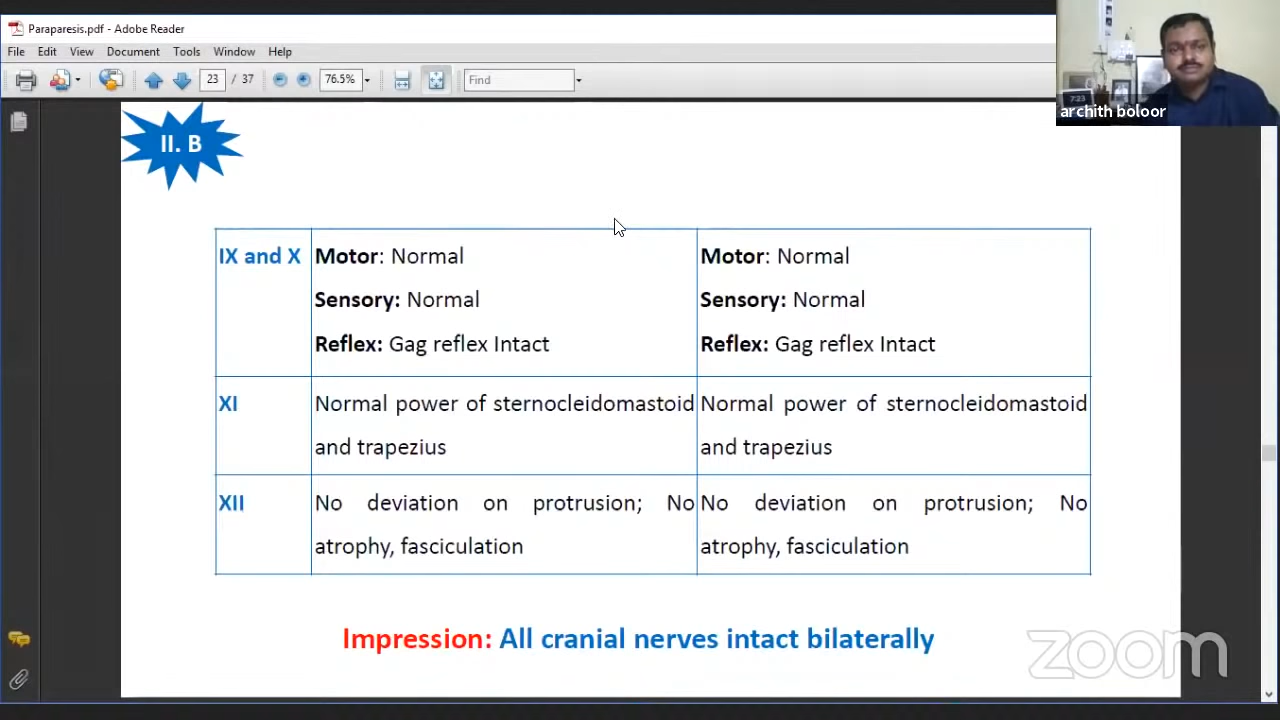 Paraparesis.pdf - Adobe Reader
File Edit View Document Tools Window Help
23 / 37 76.5% Find
archith boloor
7:23
II. B
IX and X Motor: Normal Motor: Normal
Sensory: Normal Sensory: Normal
Reflex: Gag reflex Intact Reflex: Gag reflex Intact
XI Normal power of sternocleidomastoid Normal power of sternocleidomastoid
and trapezius and trapezius
XII No deviation on protrusion; No No deviation on protrusion; No
atrophy, fasciculation atrophy, fasciculation
Impression: All cranial nerves intact bilaterally
zoom